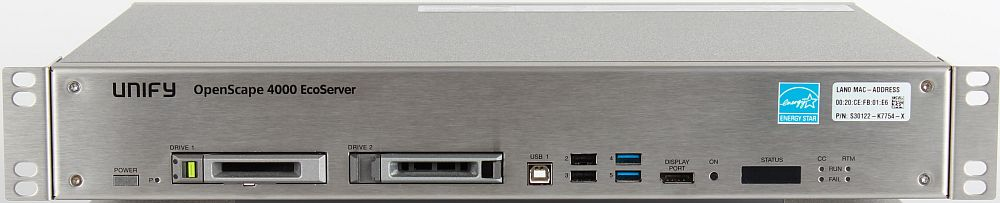 UNIFY OpenScape 4000 EcoServer
energy
ENERGY STAR
LAN0 MAC-ADDRESS
00:20:CE:FB:01:E6
P/N: S30122-K7754-X
DRIVE 1
DRIVE 2
USB 1
2
3
4
5
DISPLAY PORT
ON
STATUS
CC RTM
RUN
FAIL
POWER
P